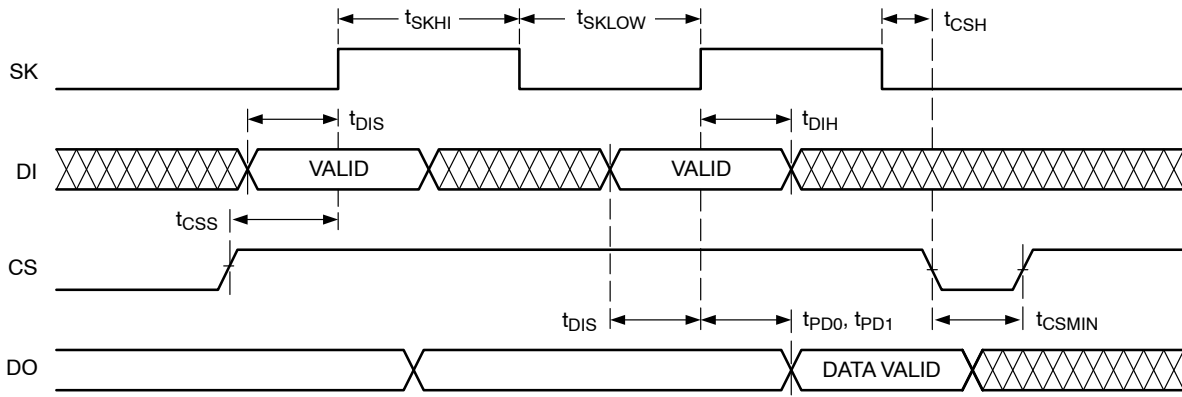 tSKHI tSKLOW tCSH
SK
tDIS tDIH
DI VALID VALID
tCSS
CS
tDIS tPD0, tPD1 tCSMIN
DO DATA VALID